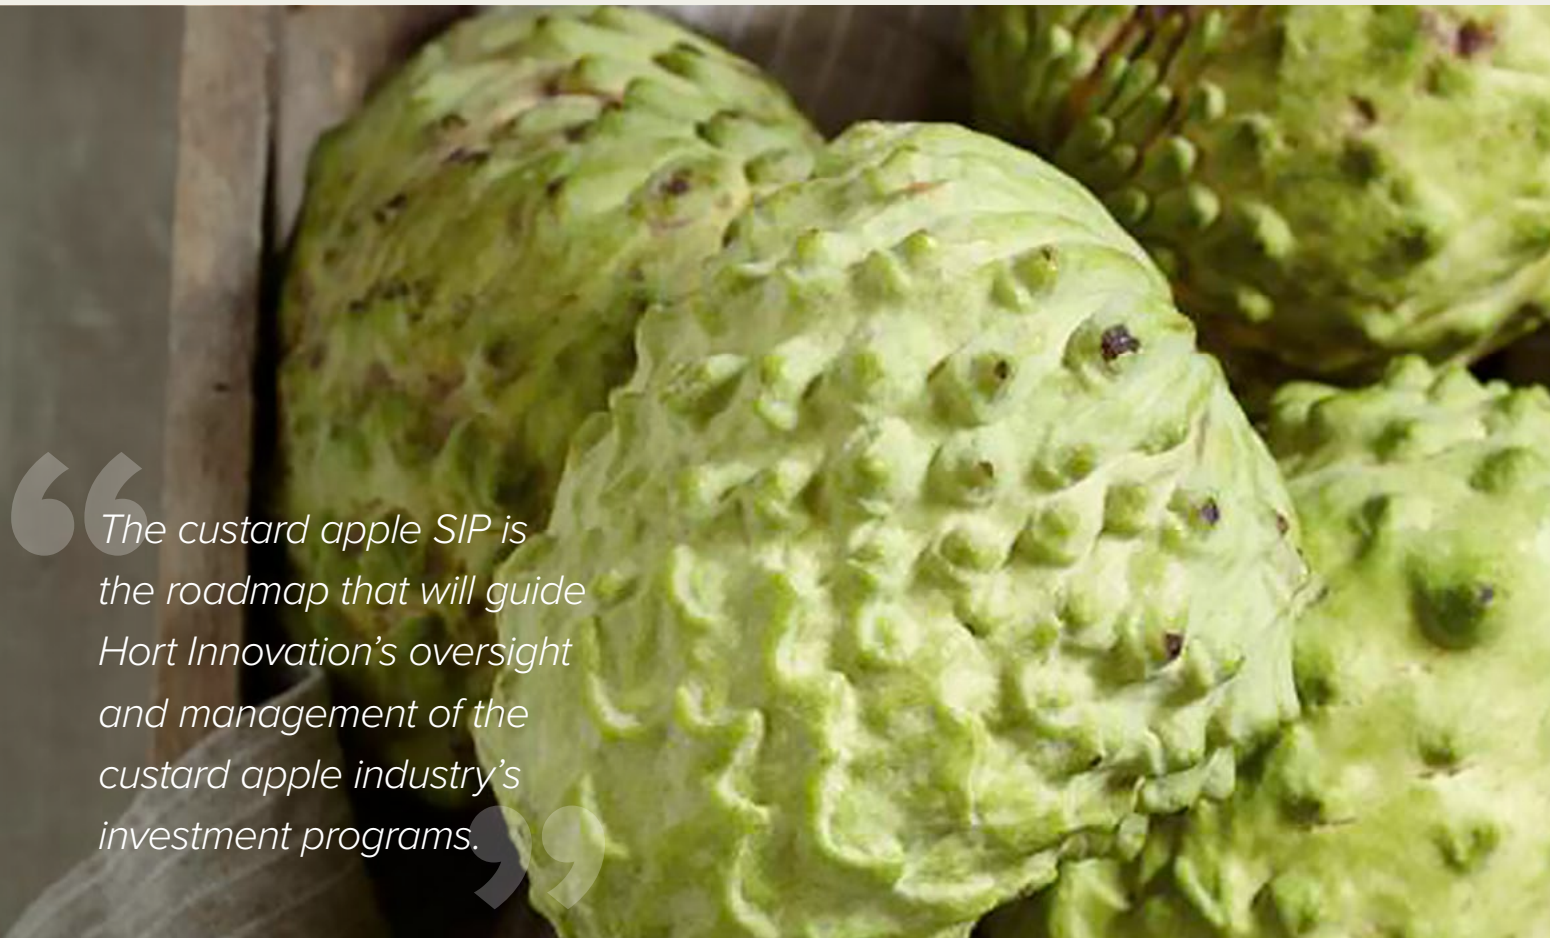 “The custard apple SIP is
the roadmap that will guide
Hort Innovation’s oversight
and management of the
custard apple industry’s
investment programs.”